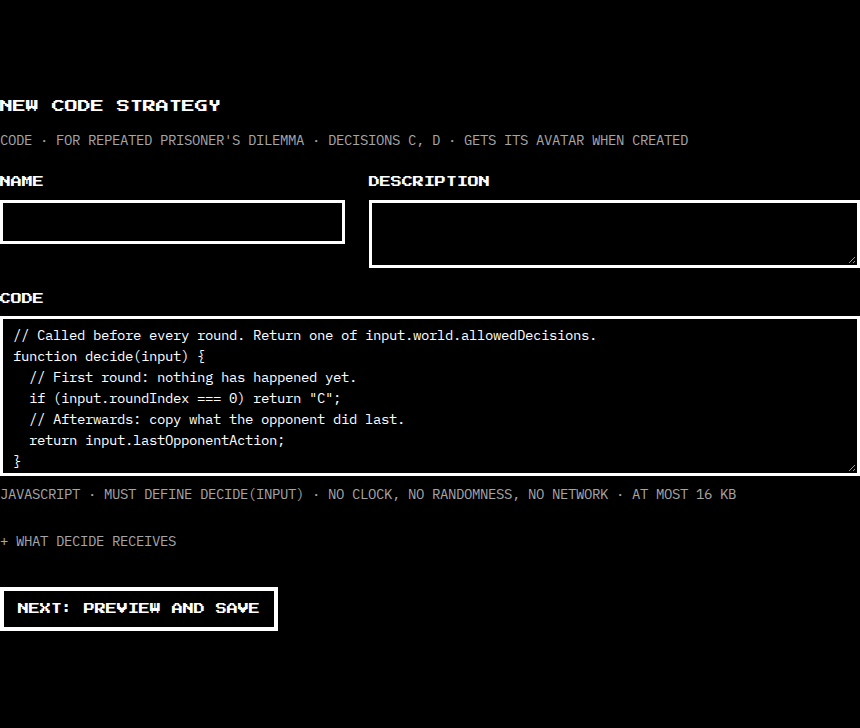 NEW CODE STRATEGY
CODE · FOR REPEATED PRISONER'S DILEMMA · DECISIONS C, D · GETS ITS AVATAR WHEN CREATED
NAME
DESCRIPTION
CODE
// Called before every round. Return one of input.world.allowedDecisions.
function decide(input) {
  // First round: nothing has happened yet.
  if (input.roundIndex === 0) return "C";
  // Afterwards: copy what the opponent did last.
  return input.lastOpponentAction;
}
JAVASCRIPT · MUST DEFINE DECIDE(INPUT) · NO CLOCK, NO RANDOMNESS, NO NETWORK · AT MOST 16 KB
+ WHAT DECIDE RECEIVES
NEXT: PREVIEW AND SAVE